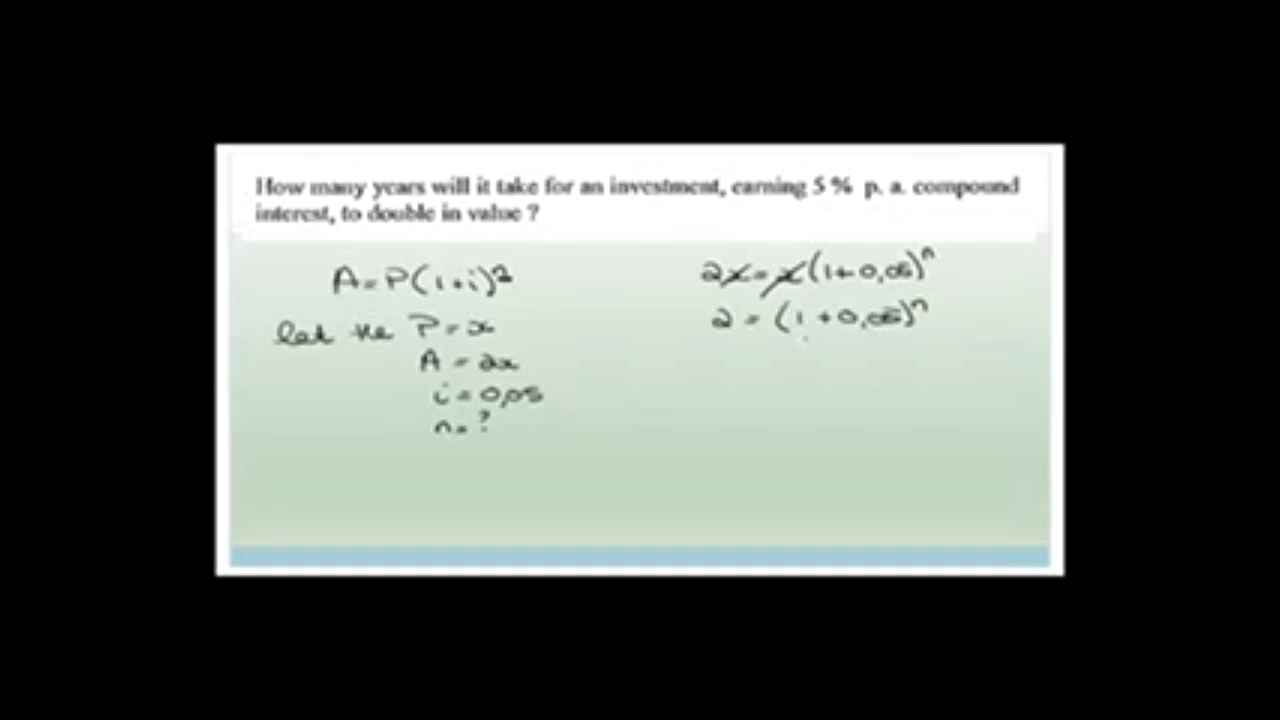 How many years will it take for an investment, earning 5 % p. a. compound
interest, to double in value ?
A=P(1+i)²
let the P=x
A=2x
i=0,05
n=?
2x=x(1+0,05)ⁿ
2=(1+0,05)ⁿ